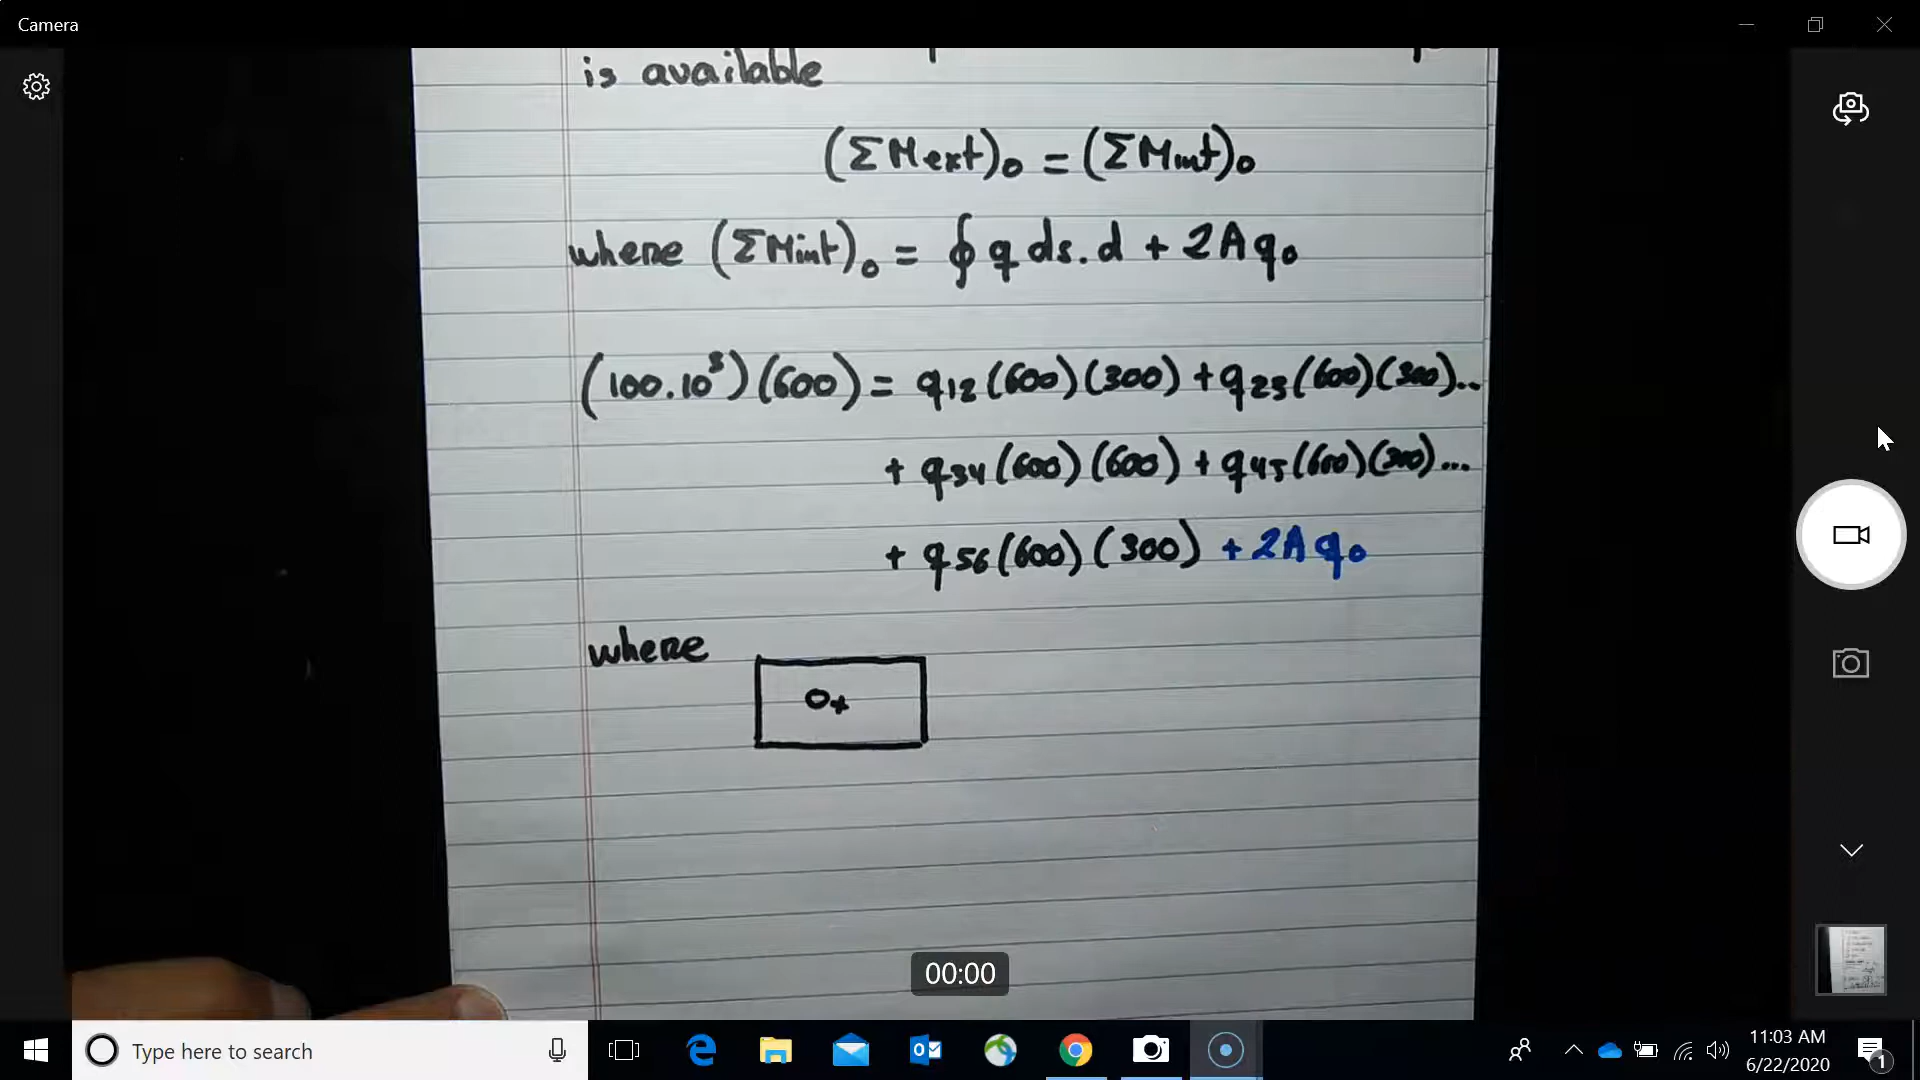 Camera
is available
(ΣMext)o = (ΣMint)o
where (ΣMint)o = ∮ q ds.d + 2Aqo
(100.10³)(600) = q12(600)(300) + q23(600)(300)...
+ q34(600)(600) + q45(600)(300)...
+ q56(600)(300) + 2Aqo
where
O+
00:00
Type here to search
11:03 AM
6/22/2020
1